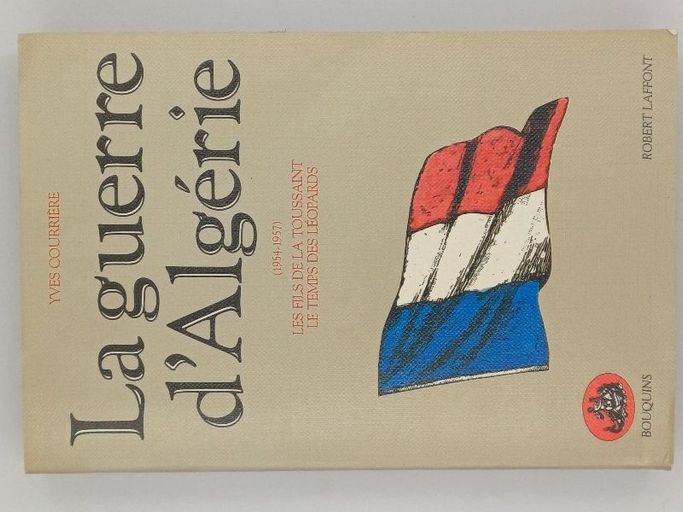 YVES COURRIÈRE
La guerre
d'Algérie
(1954-1957)
LES FILS DE LA TOUSSAINT
LE TEMPS DES LÉOPARDS
BOUQUINS
ROBERT LAFFONT